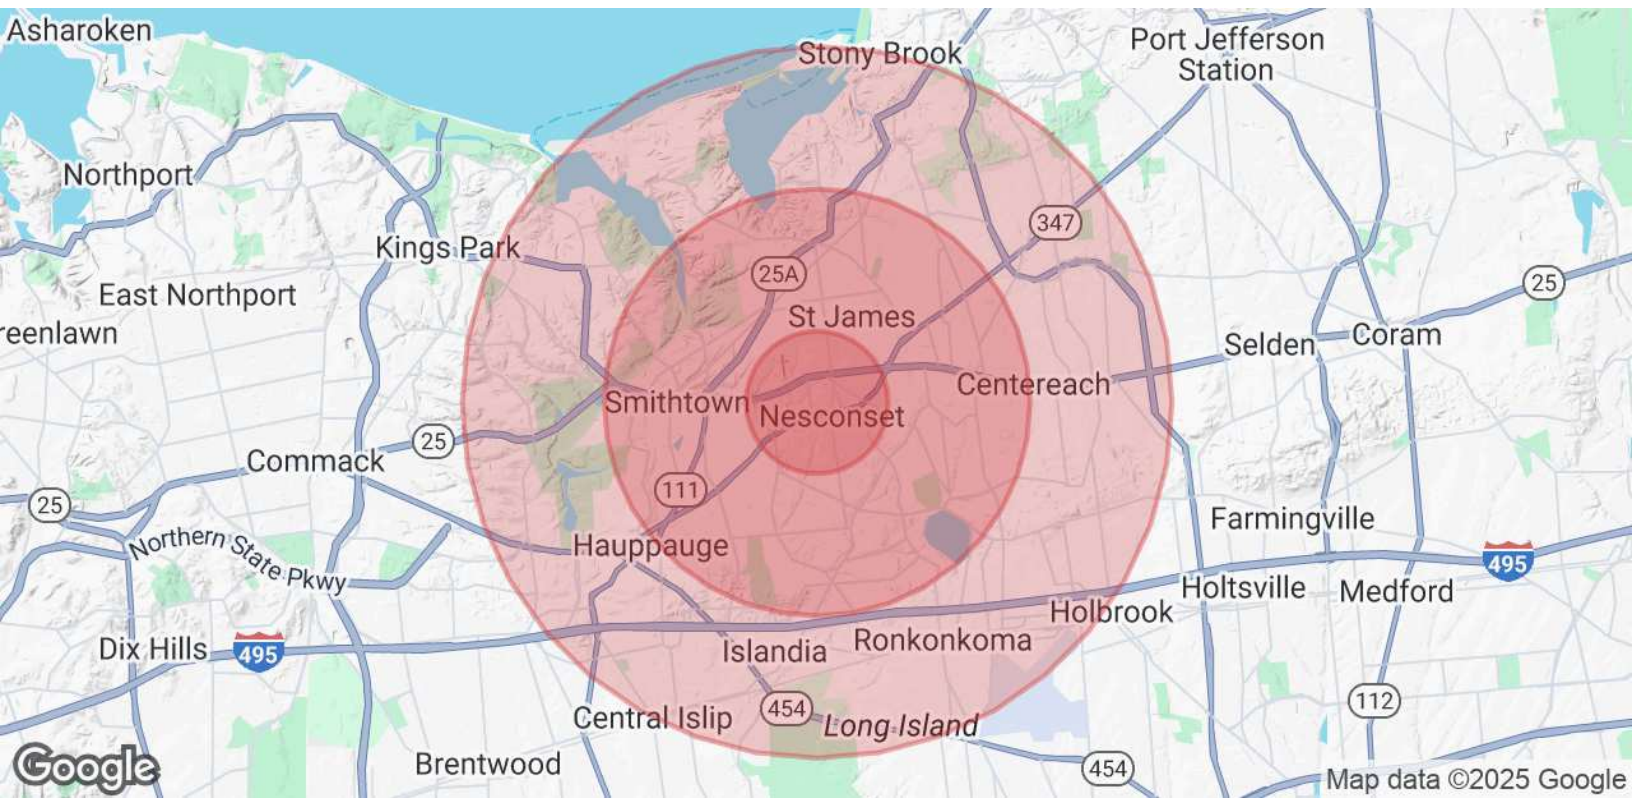 Asharoken
Stony Brook
Port Jefferson
Station
Northport
347
Kings Park
25A
25
East Northport
St James
reenlawn
Selden
Coram
Centereach
Smithtown
Nesconset
25
Commack
111
25
Farmingville
Northern State Pkwy
Hauppauge
495
Holtsville
Medford
Holbrook
Dix Hills
495
Islandia
Ronkonkoma
112
454
Central Islip
Long Island
Brentwood
454
Google
Map data ©2025 Google